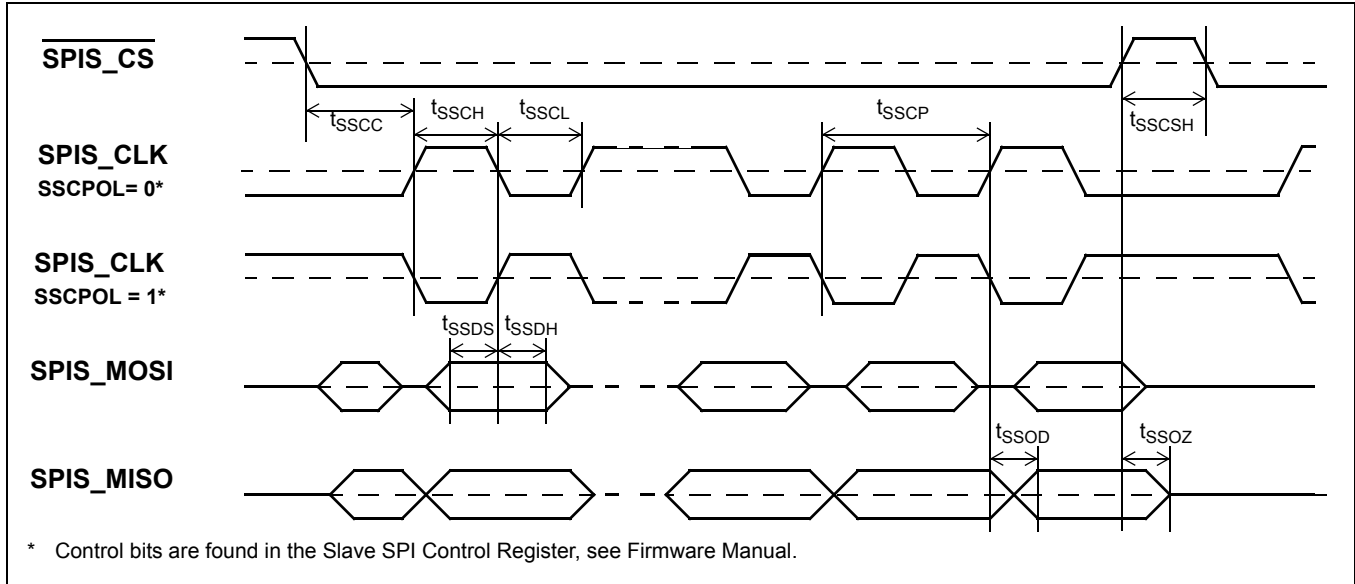 SPIS_CS
tSSCC tSSCH tSSCL tSSCP tSSCSH
SPIS_CLK
SSCPOL= 0*
SPIS_CLK
SSCPOL = 1*
tSSDS tSSDH
SPIS_MOSI
tSSOD tSSOZ
SPIS_MISO
* Control bits are found in the Slave SPI Control Register, see Firmware Manual.